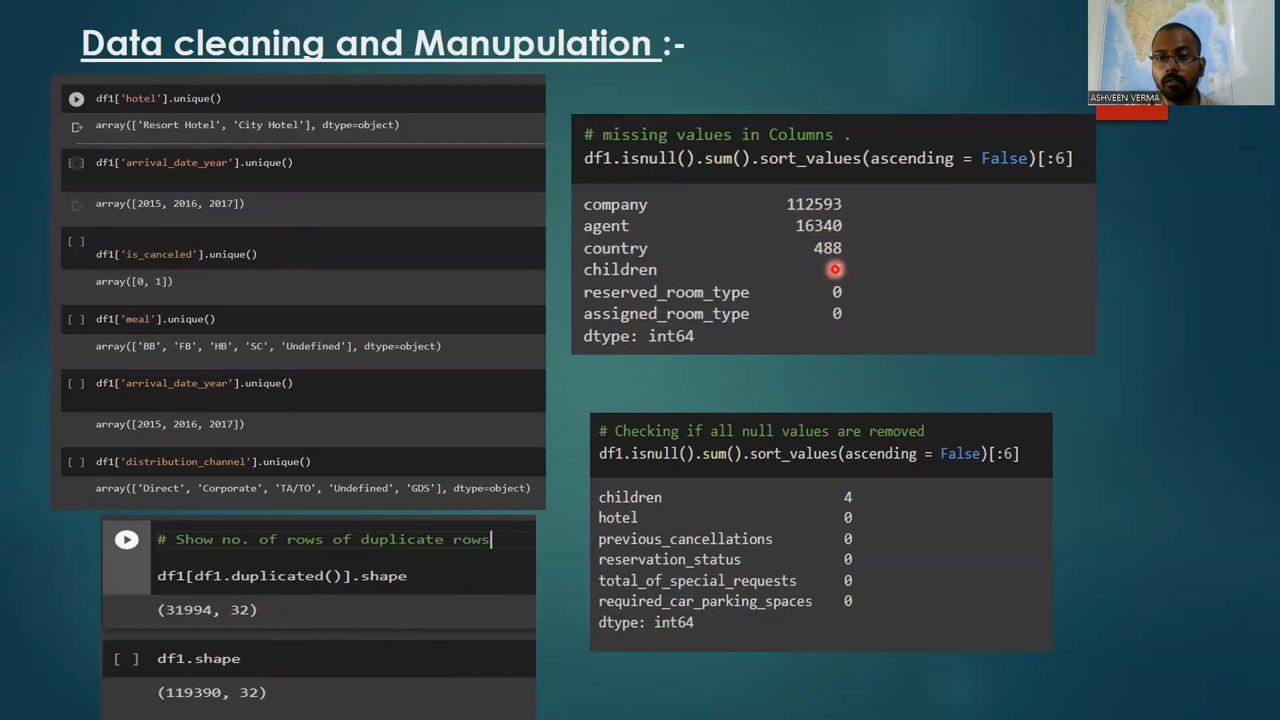 Data cleaning and Manupulation :-
ASHVEEN VERMA
df1['hotel'].unique()
array(['Resort Hotel', 'City Hotel'], dtype=object)
[ ] df1['arrival_date_year'].unique()
array([2015, 2016, 2017])
[ ]
df1['is_canceled'].unique()
array([0, 1])
[ ] df1['meal'].unique()
array(['BB', 'FB', 'HB', 'SC', 'Undefined'], dtype=object)
[ ] df1['arrival_date_year'].unique()
array([2015, 2016, 2017])
[ ] df1['distribution_channel'].unique()
array(['Direct', 'Corporate', 'TA/TO', 'Undefined', 'GDS'], dtype=object)
# Show no. of rows of duplicate rows
df1[df1.duplicated()].shape
(31994, 32)
[ ] df1.shape
(119390, 32)
# missing values in Columns .
df1.isnull().sum().sort_values(ascending = False)[:6]
company 112593
agent 16340
country 488
children
reserved_room_type 0
assigned_room_type 0
dtype: int64
# Checking if all null values are removed
df1.isnull().sum().sort_values(ascending = False)[:6]
children 4
hotel 0
previous_cancellations 0
reservation_status 0
total_of_special_requests 0
required_car_parking_spaces 0
dtype: int64